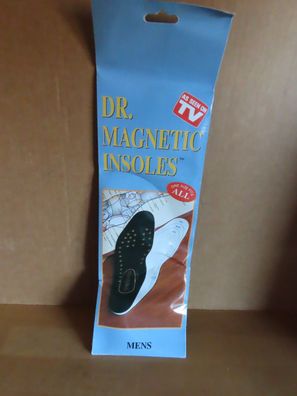 AS SEEN ON
TV
DR.
MAGNETIC
INSOLES™
ONE SIZE FITS
ALL
MENS